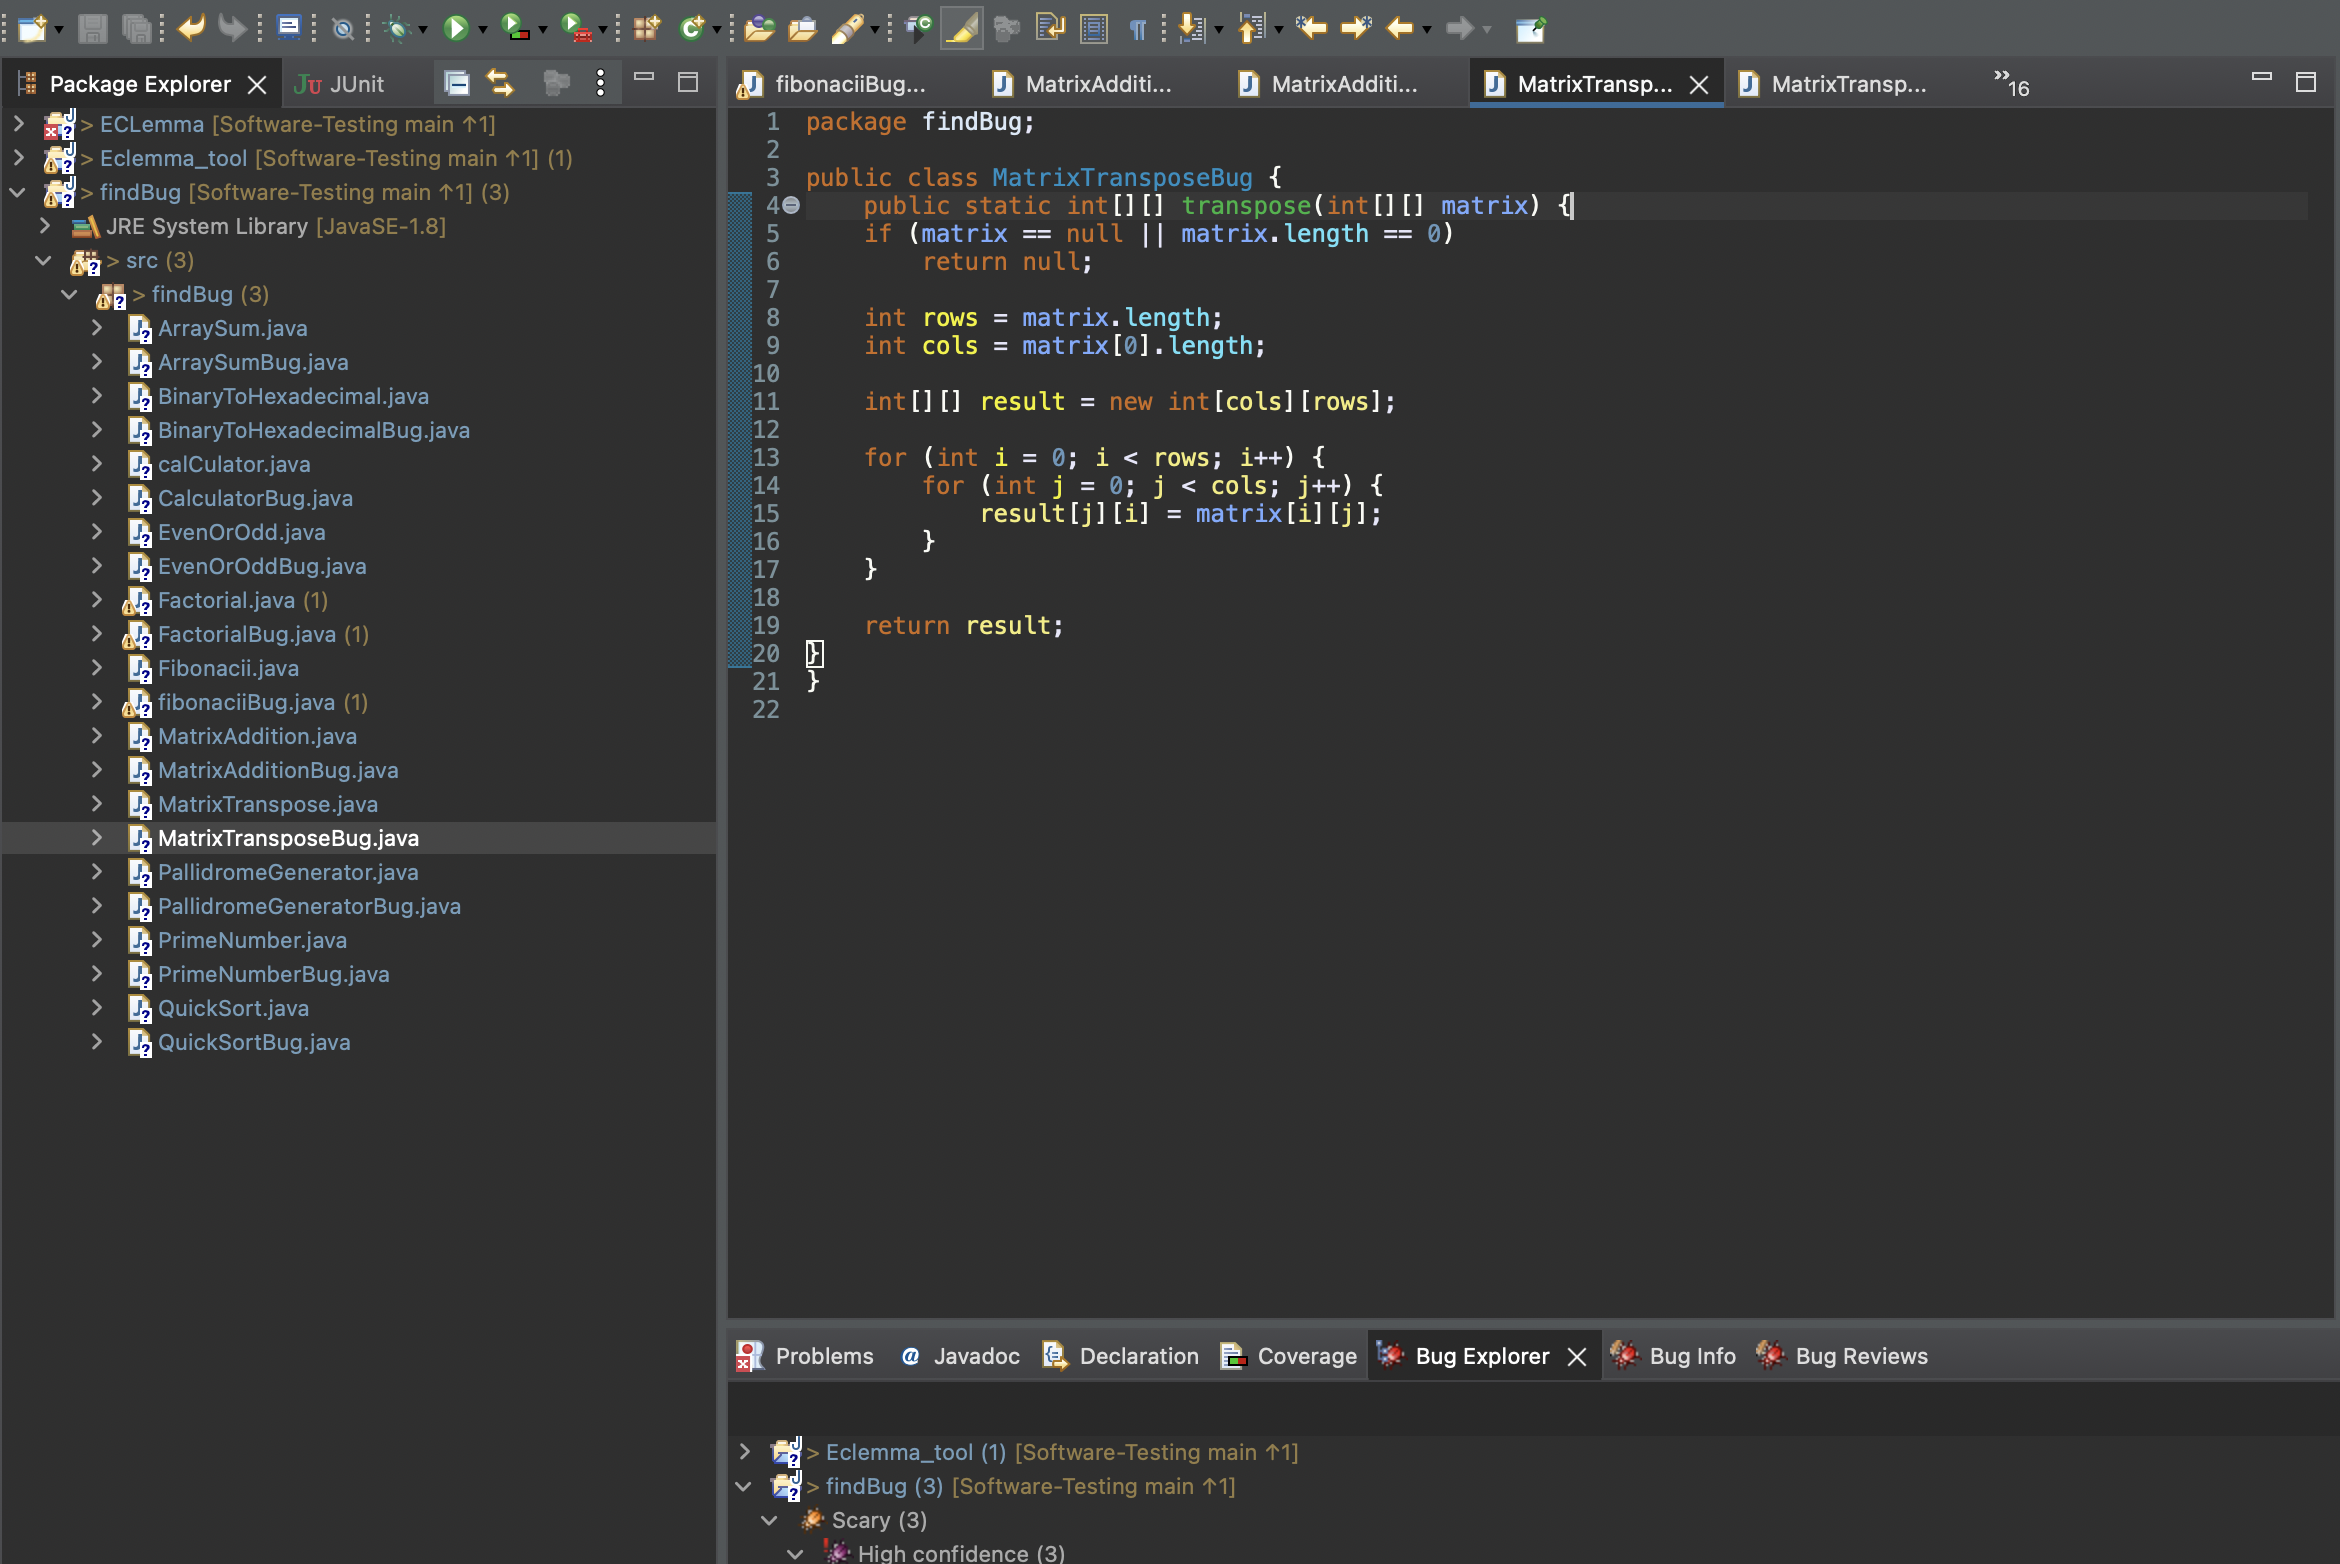 Package Explorer
JUnit
> ECLemma [Software-Testing main ↑1]
> Eclemma_tool [Software-Testing main ↑1] (1)
> findBug [Software-Testing main ↑1] (3)
JRE System Library [JavaSE-1.8]
> src (3)
> findBug (3)
ArraySum.java
ArraySumBug.java
BinaryToHexadecimal.java
BinaryToHexadecimalBug.java
calCulator.java
CalculatorBug.java
EvenOrOdd.java
EvenOrOddBug.java
Factorial.java (1)
FactorialBug.java (1)
Fibonacii.java
fibonaciiBug.java (1)
MatrixAddition.java
MatrixAdditionBug.java
MatrixTranspose.java
MatrixTransposeBug.java
PallidromeGenerator.java
PallidromeGeneratorBug.java
PrimeNumber.java
PrimeNumberBug.java
QuickSort.java
QuickSortBug.java
fibonaciiBug...
MatrixAdditi...
MatrixAdditi...
MatrixTransp...
MatrixTransp...
»16
1 package findBug;
2
3 public class MatrixTransposeBug {
4 public static int[][] transpose(int[][] matrix) {
5 if (matrix == null || matrix.length == 0)
6 return null;
7
8 int rows = matrix.length;
9 int cols = matrix[0].length;
10
11 int[][] result = new int[cols][rows];
12
13 for (int i = 0; i < rows; i++) {
14 for (int j = 0; j < cols; j++) {
15 result[j][i] = matrix[i][j];
16 }
17 }
18
19 return result;
20 }
21 }
22
Problems
@ Javadoc
Declaration
Coverage
Bug Explorer
Bug Info
Bug Reviews
> Eclemma_tool (1) [Software-Testing main ↑1]
> findBug (3) [Software-Testing main ↑1]
Scary (3)
High confidence (3)